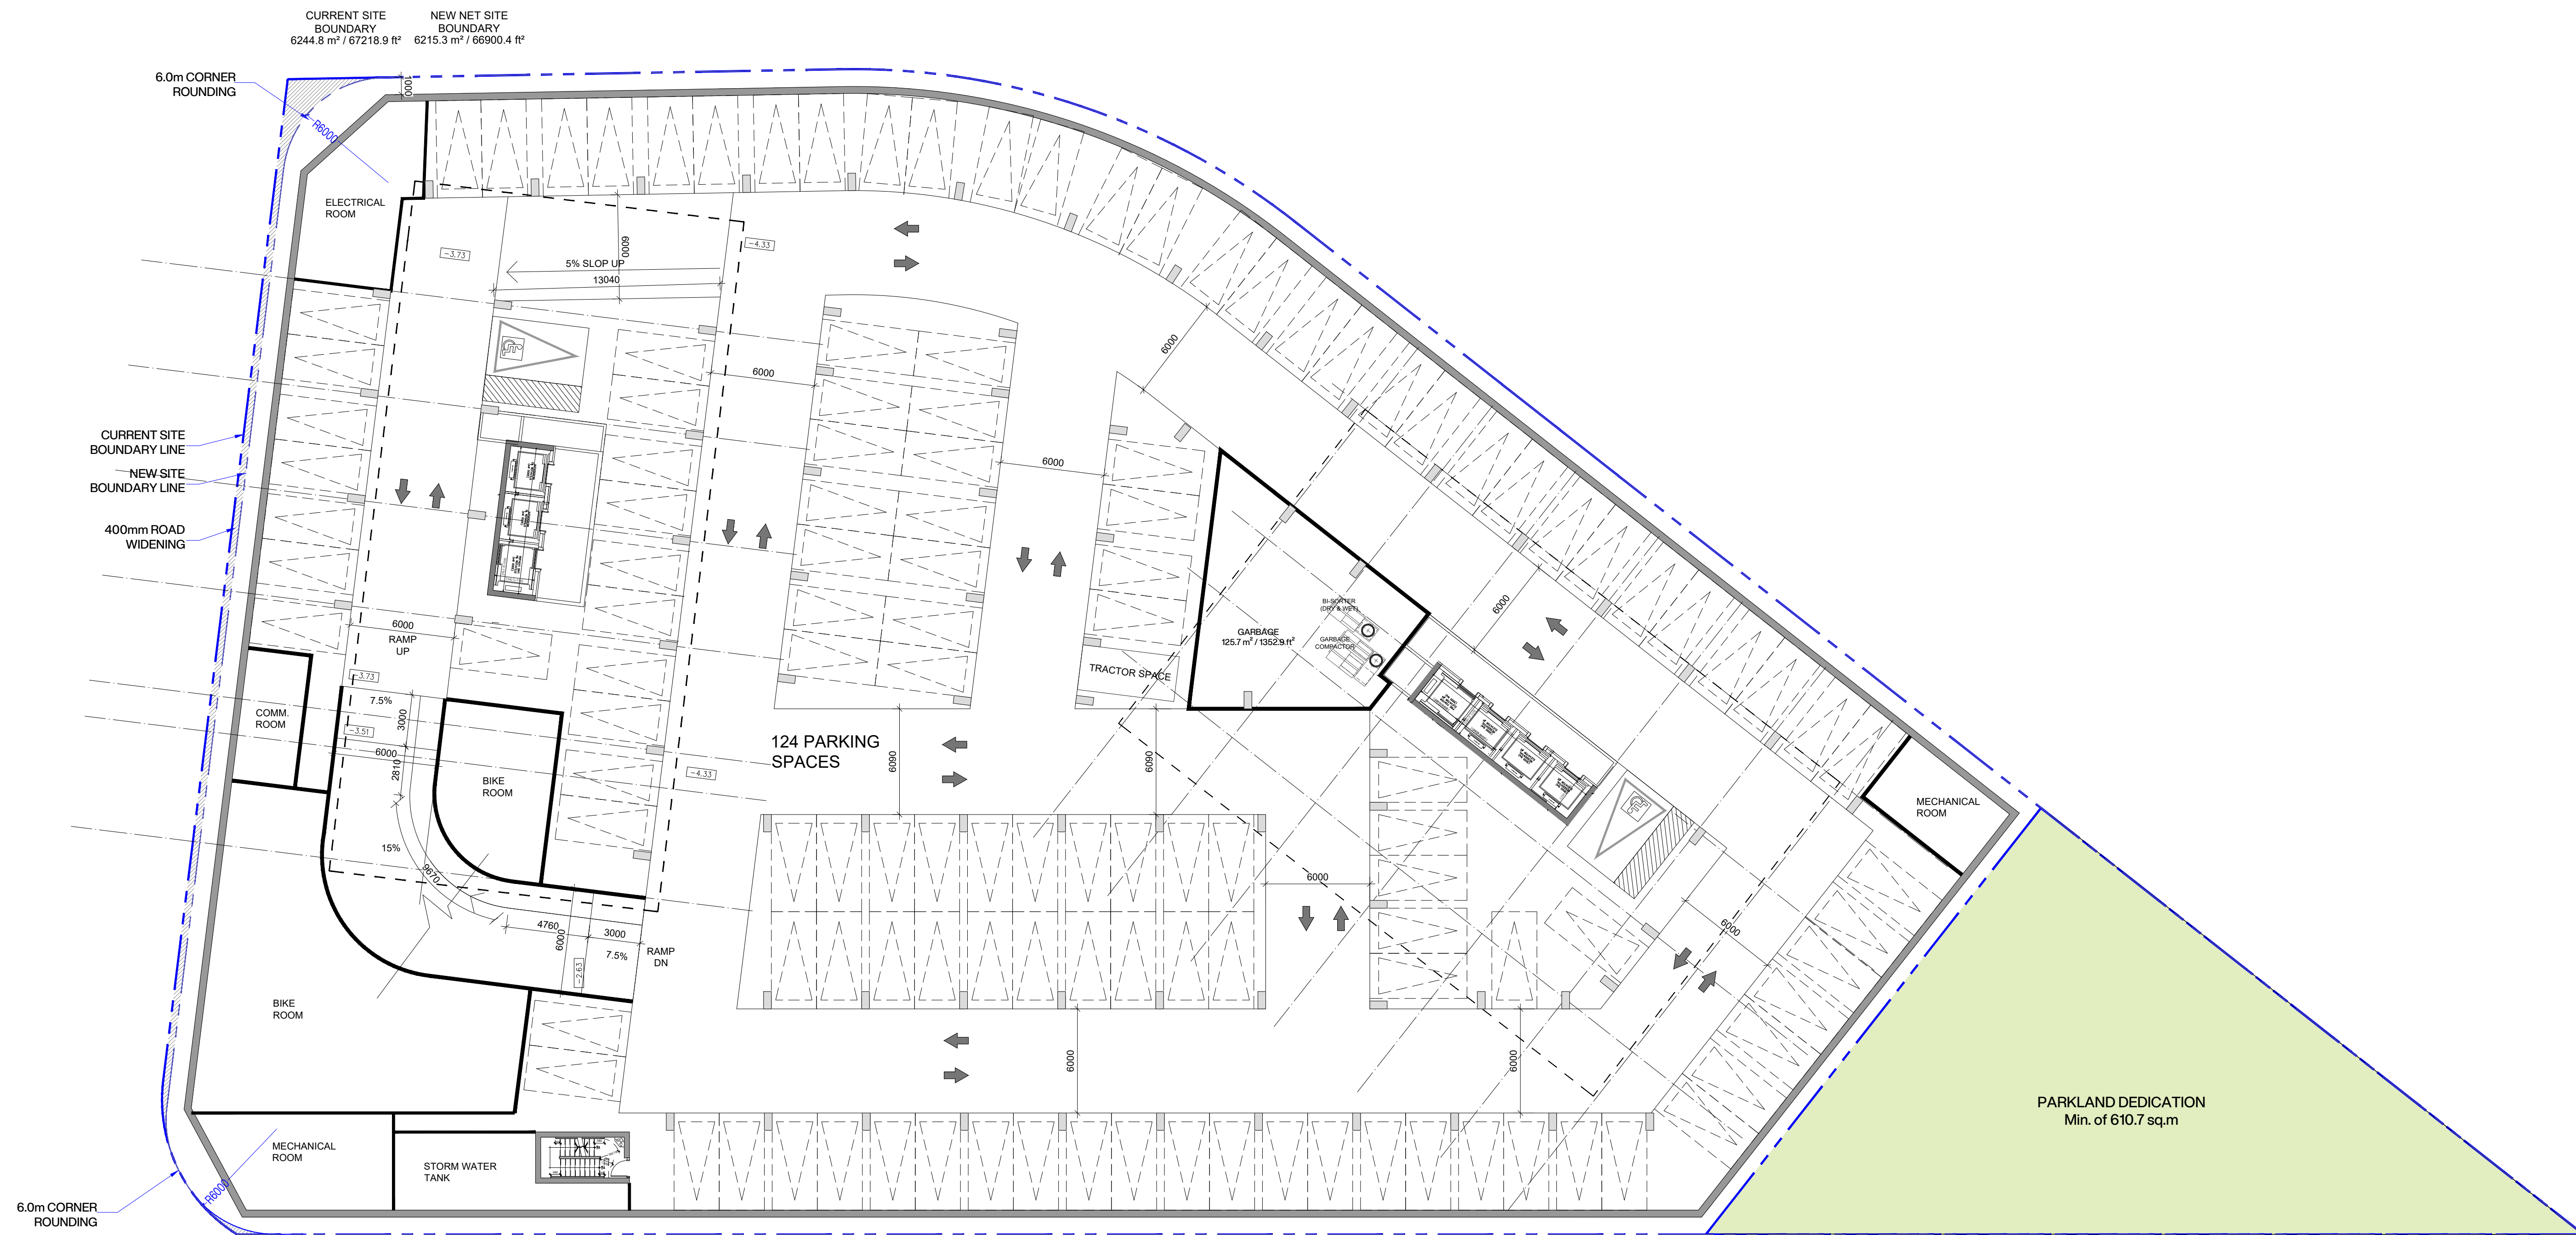 CURRENT SITE
BOUNDARY
6244.8 m² / 67218.9 ft²
NEW NET SITE
BOUNDARY
6215.3 m² / 66900.4 ft²
6.0m CORNER
ROUNDING
1000
R6000
ELECTRICAL
ROOM
-3.73
-4.33
6000
5% SLOP UP
13040
6000
6000
6000
CURRENT SITE
BOUNDARY LINE
NEW SITE
BOUNDARY LINE
400mm ROAD
WIDENING
BI-SORTER
(DRY & WET)
GARBAGE
125.7 m² / 1352.9 ft²
GARBAGE
COMPACTOR
6000
6000
RAMP
UP
TRACTOR SPACE
-3.73
7.5%
3000
COMM.
ROOM
-3.51
6000
2810
BIKE
ROOM
124 PARKING
SPACES
-4.33
6090
6090
MECHANICAL
ROOM
15%
9670
6000
4760
6000
3000
7.5%
RAMP
DN
-2.63
6000
BIKE
ROOM
6000
6000
PARKLAND DEDICATION
Min. of 610.7 sq.m
MECHANICAL
ROOM
STORM WATER
TANK
R6000
6.0m CORNER
ROUNDING